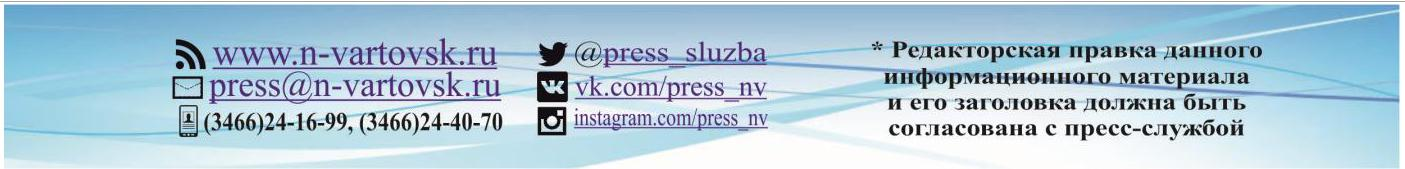 www.n-vartovsk.ru
press@n-vartovsk.ru
(3466)24-16-99, (3466)24-40-70
@press_sluzba
vk.com/press_nv
instagram.com/press_nv
* Редакторская правка данного
информационного материала
и его заголовка должна быть
согласована с пресс-службой